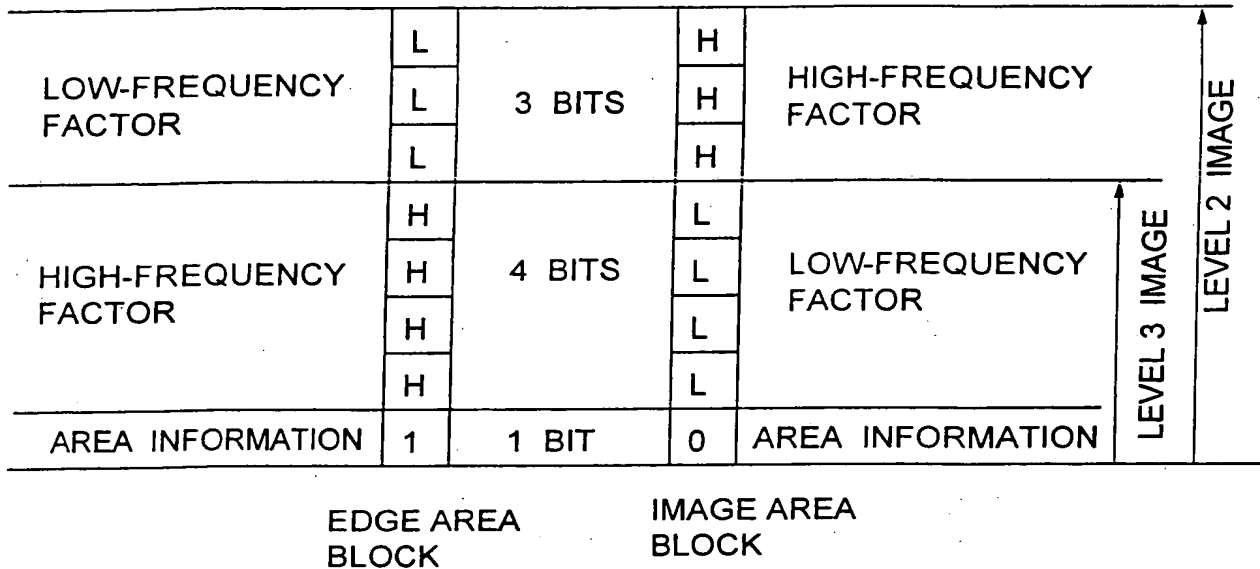 L H
LOW-FREQUENCY HIGH-FREQUENCY
FACTOR L 3 BITS H FACTOR
L H
H L
HIGH-FREQUENCY H 4 BITS L LOW-FREQUENCY
FACTOR FACTOR
H L
H L
AREA INFORMATION 1 1 BIT 0 AREA INFORMATION
LEVEL 3 IMAGE
LEVEL 2 IMAGE
EDGE AREA
BLOCK
IMAGE AREA
BLOCK